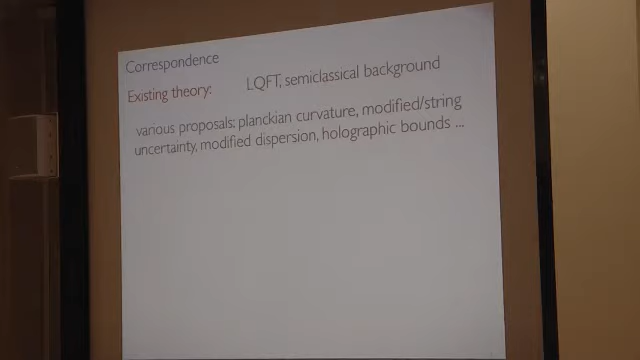 Correspondence
Existing theory: LQFT, semiclassical background
various proposals: planckian curvature, modified/string
uncertainty, modified dispersion, holographic bounds ...